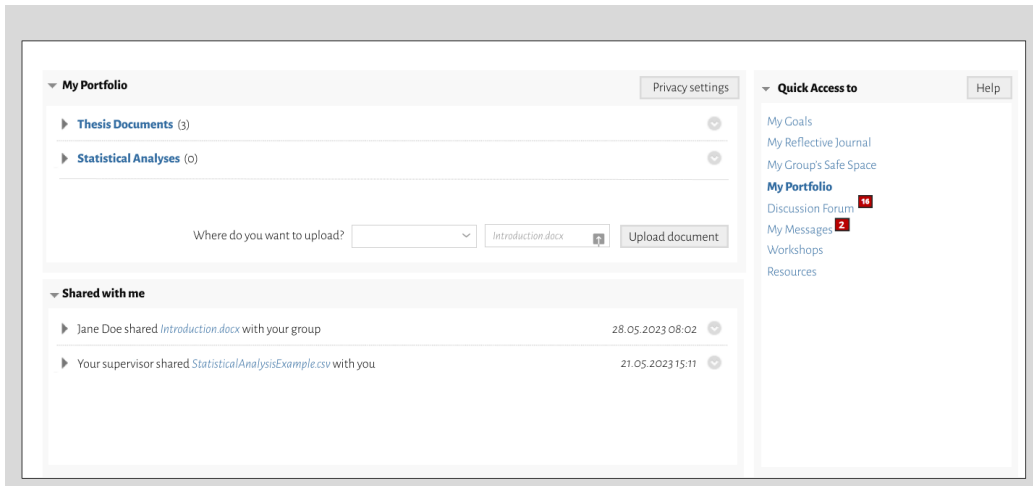 My Portfolio
Privacy settings
Thesis Documents (3)
Statistical Analyses (0)
Where do you want to upload?
Introduction.docx
Upload document
Shared with me
Jane Doe shared Introduction.docx with your group
28.05.2023 08:02
Your supervisor shared StatisticalAnalysisExample.csv with you
21.05.2023 15:11
Quick Access to
Help
My Goals
My Reflective Journal
My Group's Safe Space
My Portfolio
Discussion Forum 16
My Messages 2
Workshops
Resources